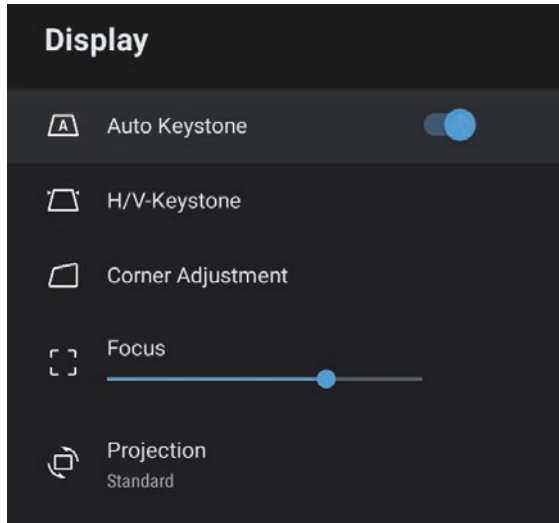 Display
A
Auto Keystone
H/V-Keystone
Corner Adjustment
Focus
Projection
Standard